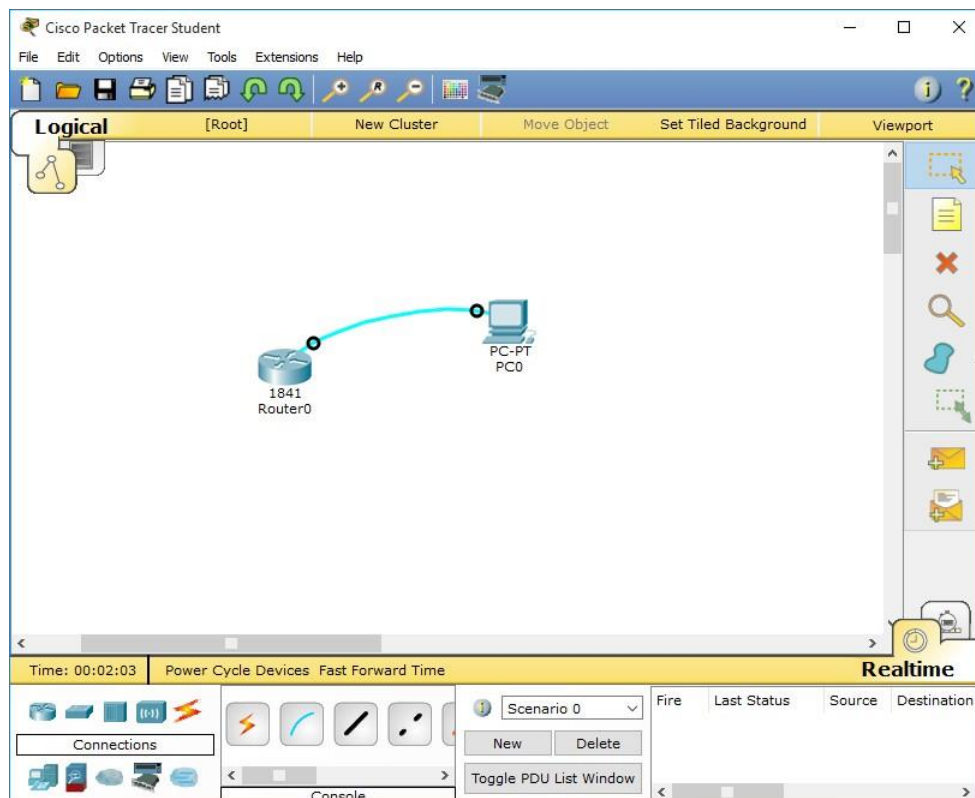 Cisco Packet Tracer Student
File Edit Options View Tools Extensions Help
Logical [Root] New Cluster Move Object Set Tiled Background Viewport
PC-PT
PC0
1841
Router0
Time: 00:02:03 Power Cycle Devices Fast Forward Time Realtime
Scenario 0
Fire Last Status Source Destination
Connections
New Delete
Toggle PDU List Window
Console